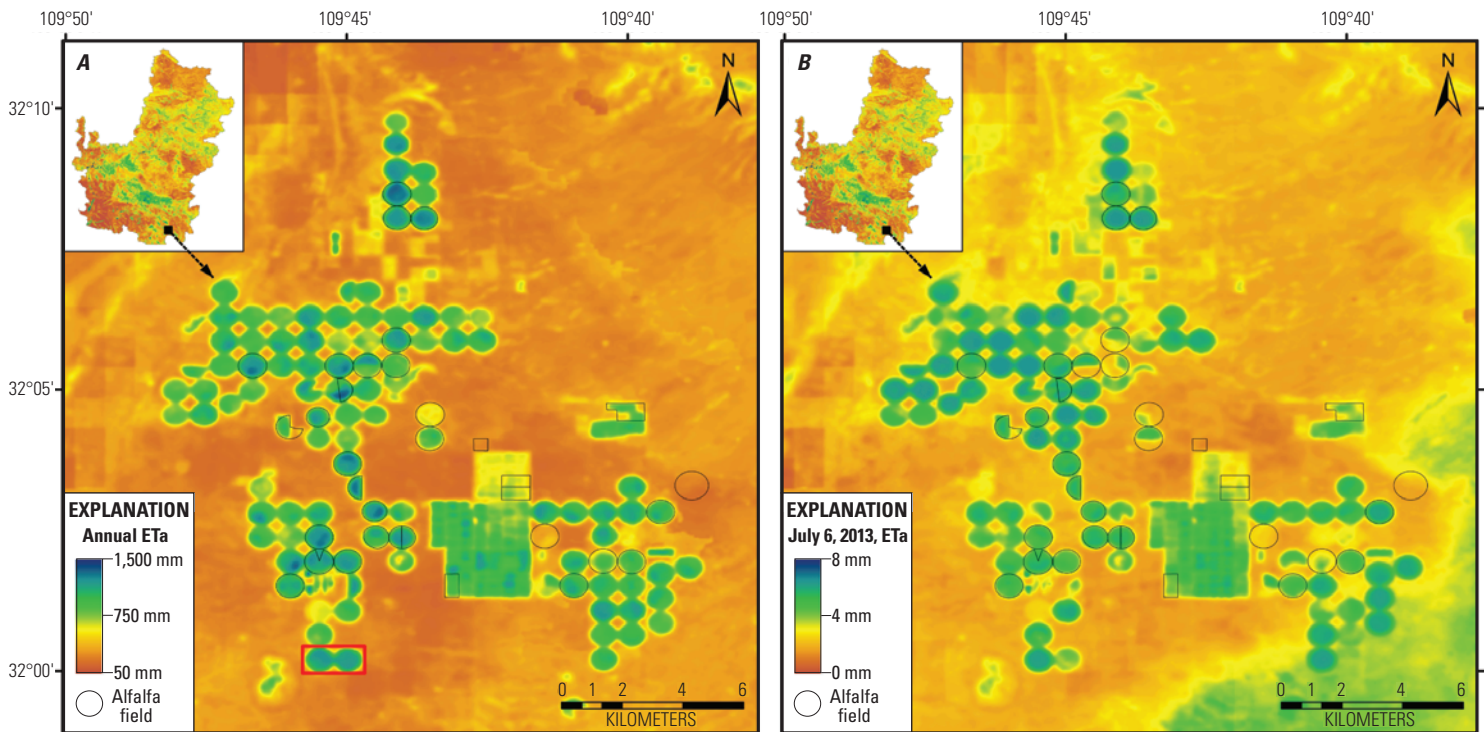 109°50'
109°45'
109°40'
109°50'
109°45'
109°40'
32°10'
32°05'
32°00'
A
N
EXPLANATION
Annual ETa
1,500 mm
750 mm
50 mm
Alfalfa
field
0 1 2 4 6
KILOMETERS
B
N
EXPLANATION
July 6, 2013, ETa
8 mm
4 mm
0 mm
Alfalfa
field
0 1 2 4 6
KILOMETERS